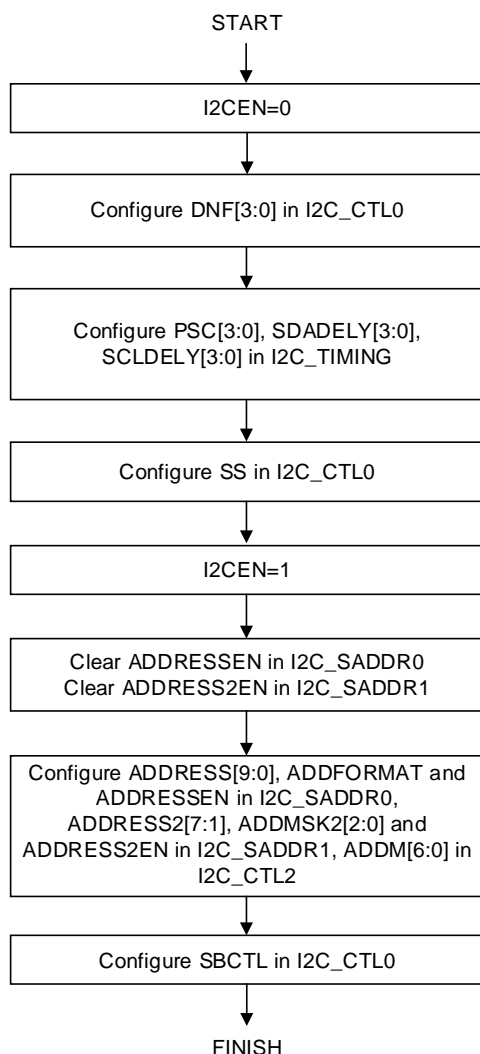 START
I2CEN=0
Configure DNF[3:0] in I2C_CTL0
Configure PSC[3:0], SDADELY[3:0],
SCLDELY[3:0] in I2C_TIMING
Configure SS in I2C_CTL0
I2CEN=1
Clear ADDRESSEN in I2C_SADDR0
Clear ADDRESS2EN in I2C_SADDR1
Configure ADDRESS[9:0], ADDFORMAT and
ADDRESSEN in I2C_SADDR0,
ADDRESS2[7:1], ADDMSK2[2:0] and
ADDRESS2EN in I2C_SADDR1, ADDM[6:0] in
I2C_CTL2
Configure SBCTL in I2C_CTL0
FINISH